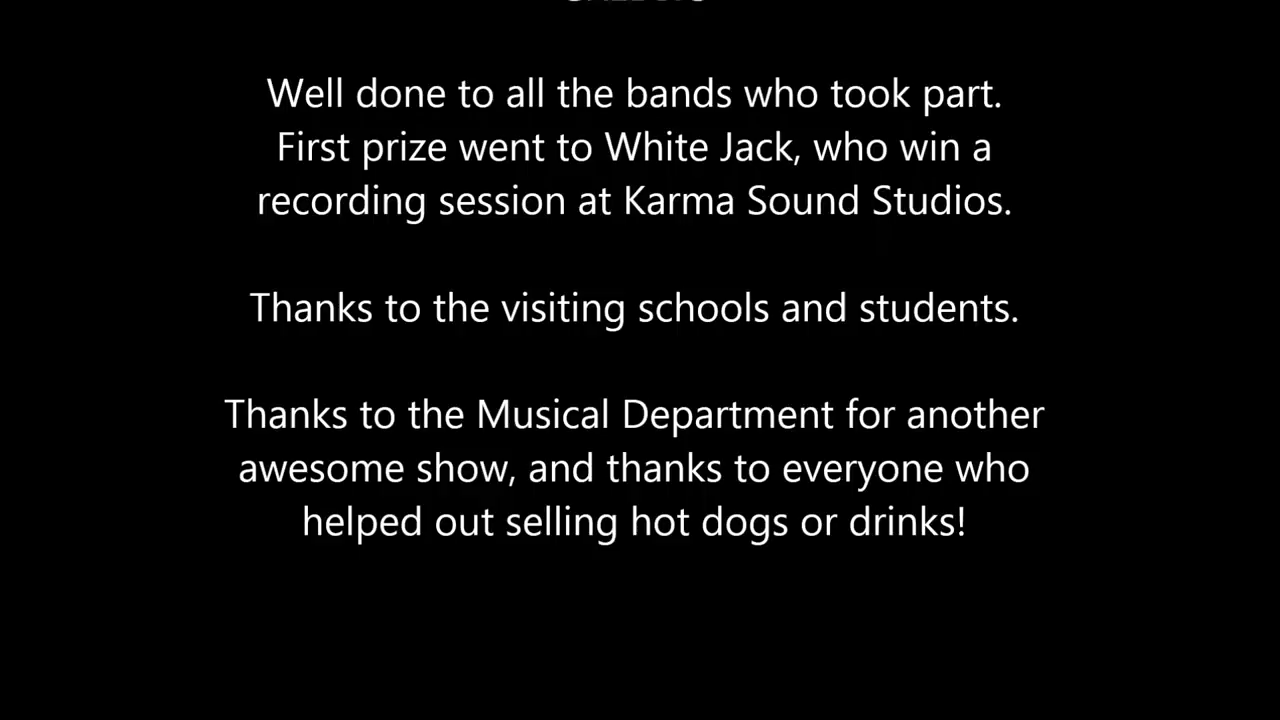 Well done to all the bands who took part.
First prize went to White Jack, who win a
recording session at Karma Sound Studios.
Thanks to the visiting schools and students.
Thanks to the Musical Department for another
awesome show, and thanks to everyone who
helped out selling hot dogs or drinks!